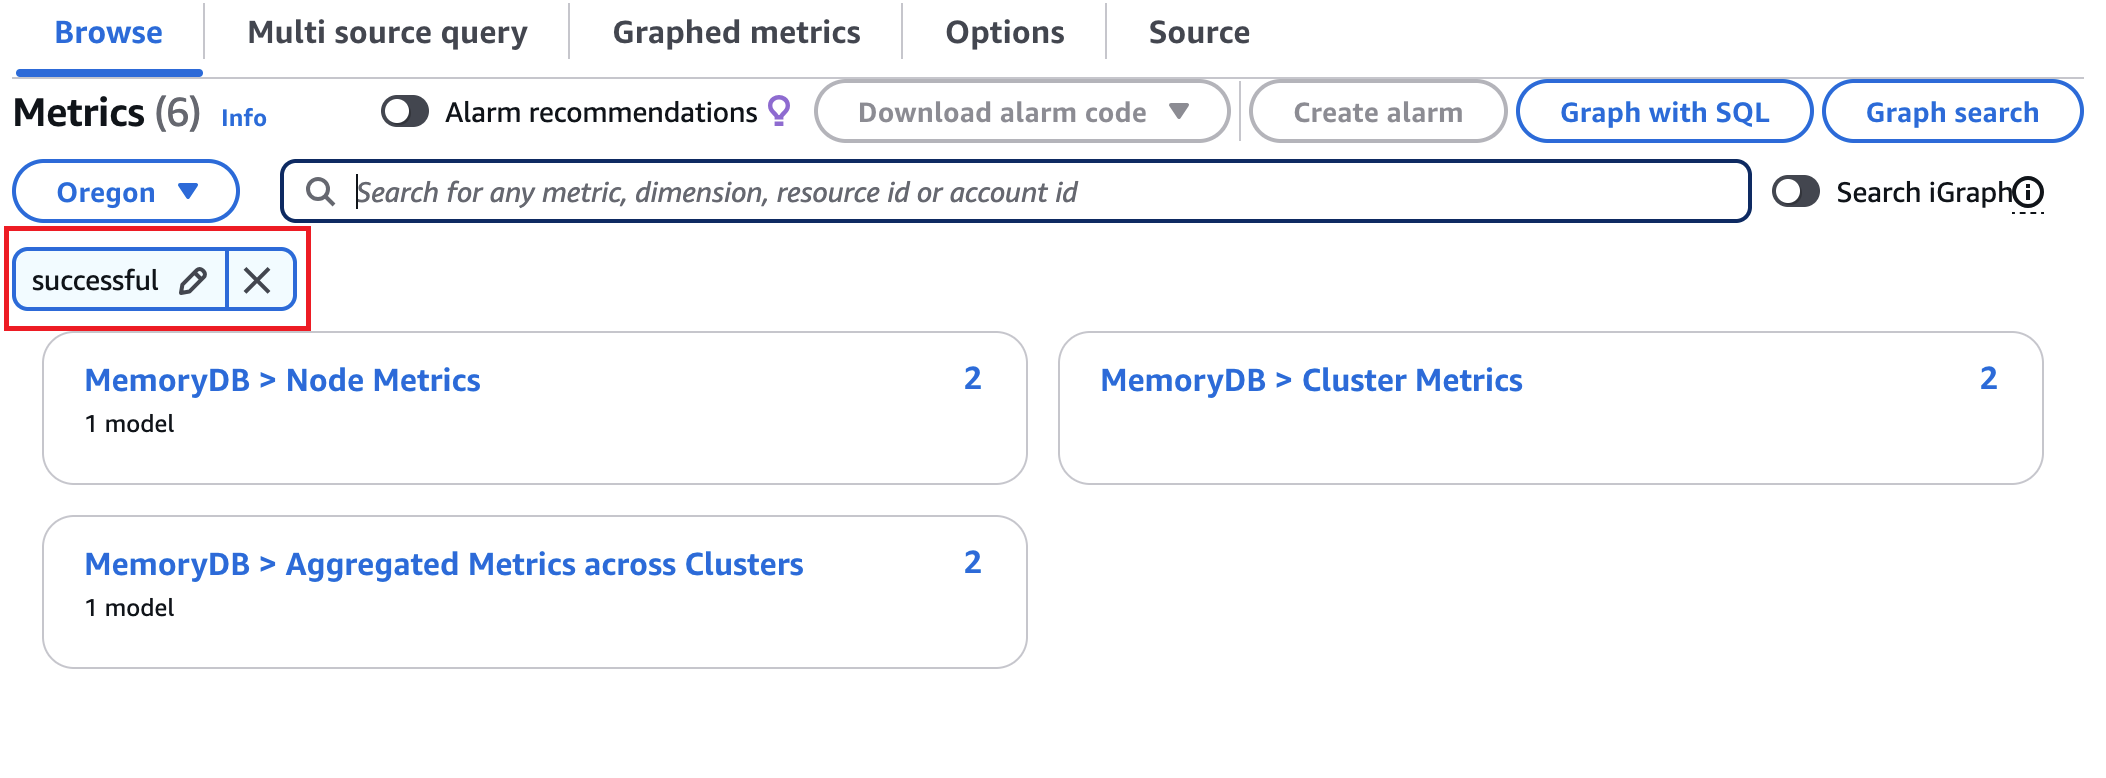 Browse Multi source query Graphed metrics Options Source
Metrics (6) Info Alarm recommendations Download alarm code Create alarm Graph with SQL Graph search
Oregon Search for any metric, dimension, resource id or account id Search iGraph
successful
MemoryDB > Node Metrics 2
1 model
MemoryDB > Cluster Metrics 2
MemoryDB > Aggregated Metrics across Clusters 2
1 model